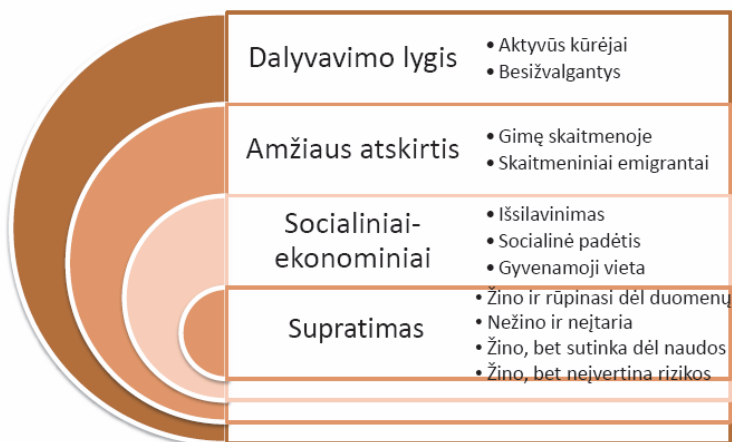 Dalyvavimo lygis
• Aktyvūs kūrėjai
• Besižvalgantys
Amžiaus atskirtis
• Gimę skaitmenoje
• Skaitmeniniai emigrantai
Socialiniai-
ekonominiai
• Išsilavinimas
• Socialinė padėtis
• Gyvenamoji vieta
Supratimas
• Žino ir rūpinasi dėl duomenų
• Nežino ir neįtaria
• Žino, bet sutinka dėl naudos
• Žino, bet neįvertina rizikos